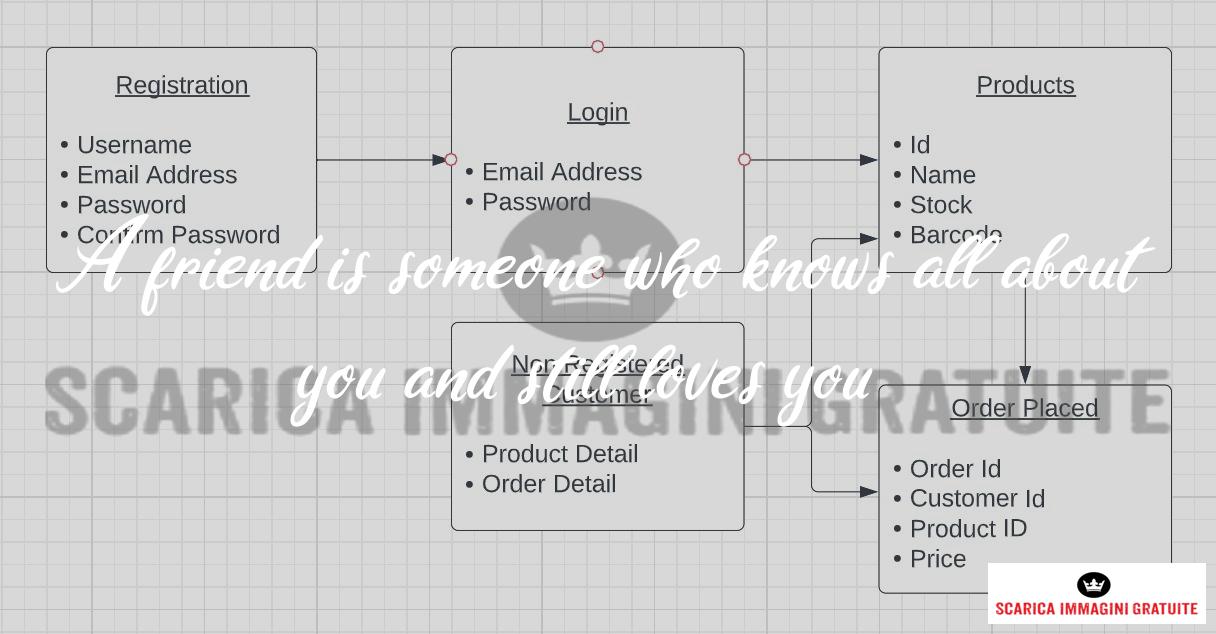 Registration
• Username
• Email Address
• Password
• Confirm Password
Login
• Email Address
• Password
Products
• Id
• Name
• Stock
• Barcode
A friend is someone who knows all about
you and still loves you
Non Registered
Customer
• Product Detail
• Order Detail
SCARICA IMMAGINI GRATUITE
Order Placed
• Order Id
• Customer Id
• Product ID
• Price
SCARICA IMMAGINI GRATUITE